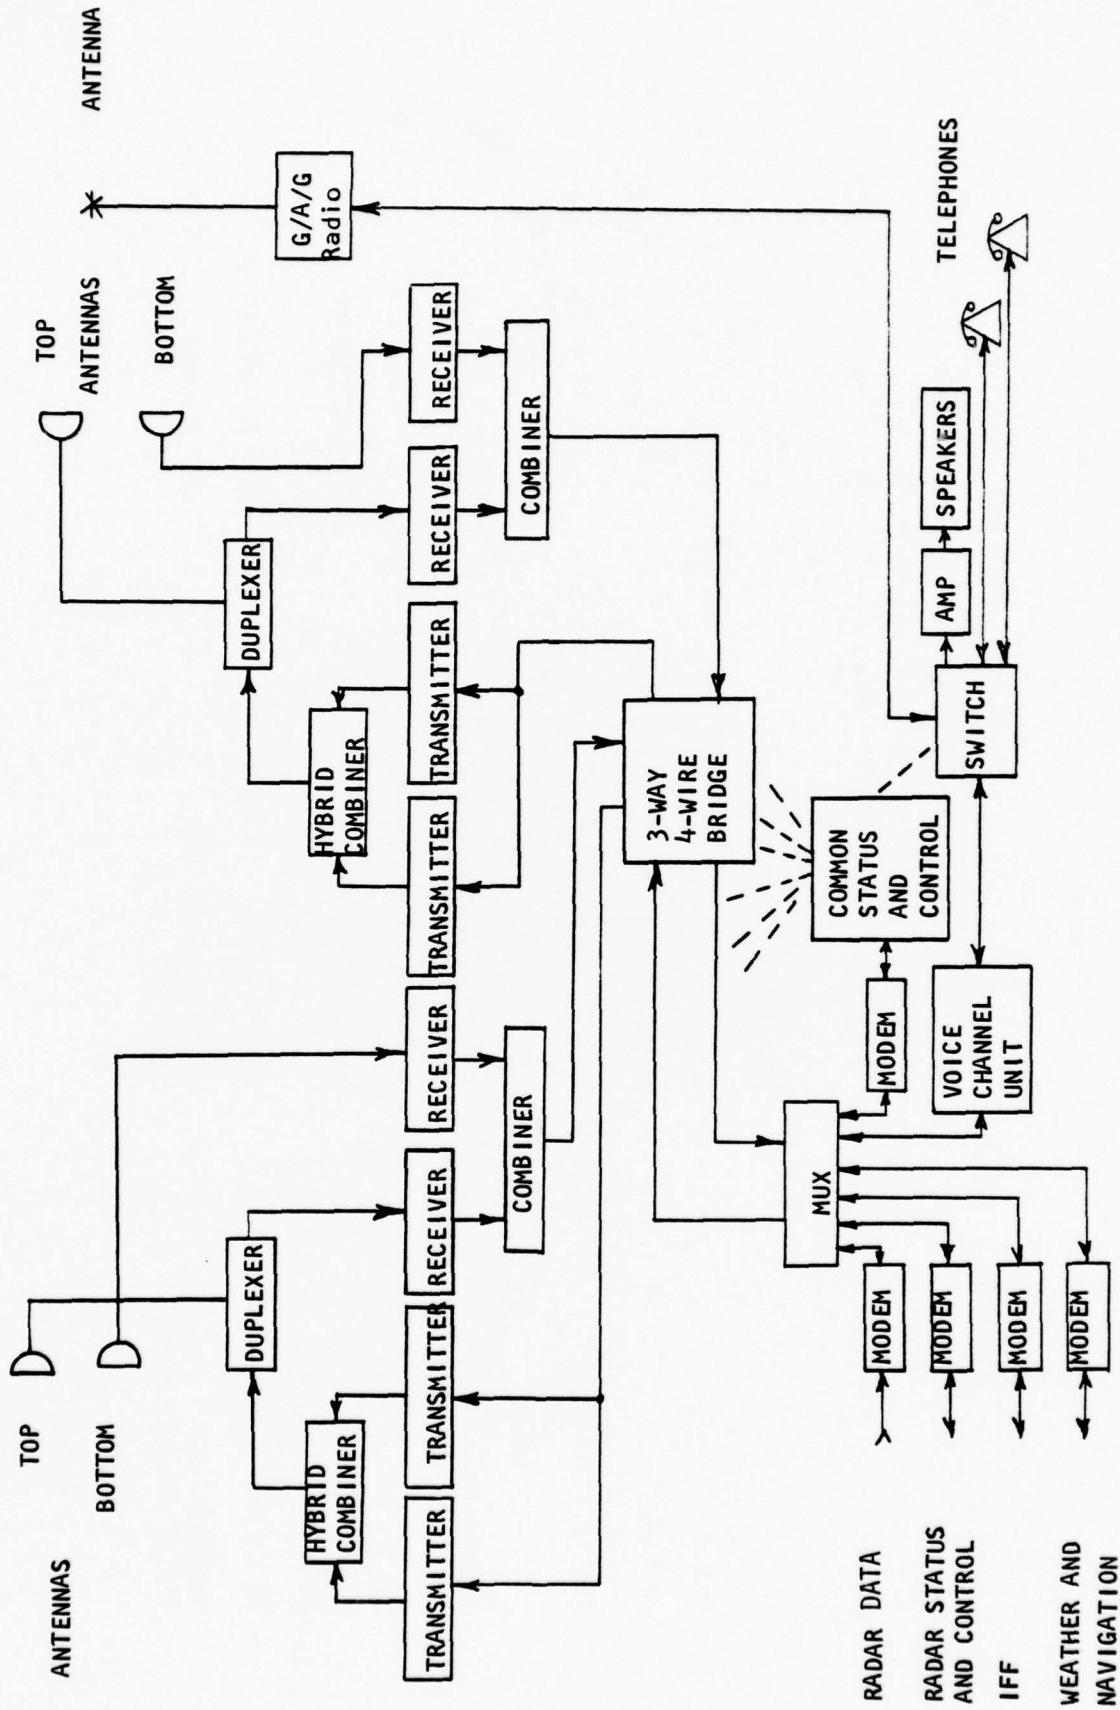 TOP
ANTENNAS
BOTTOM
TOP
ANTENNAS
BOTTOM
ANTENNA
DUPLEXER
DUPLEXER
G/A/G
Radio
HYBRID
COMBINER
HYBRID
COMBINER
TRANSMITTER
TRANSMITTER
RECEIVER
RECEIVER
TRANSMITTER
TRANSMITTER
RECEIVER
RECEIVER
COMBINER
COMBINER
3-WAY
4-WIRE
BRIDGE
MUX
COMMON
STATUS
AND
CONTROL
MODEM
RADAR DATA
MODEM
RADAR STATUS
AND CONTROL
MODEM
IFF
MODEM
WEATHER AND
NAVIGATION
MODEM
VOICE
CHANNEL
UNIT
SWITCH
AMP
SPEAKERS
TELEPHONES